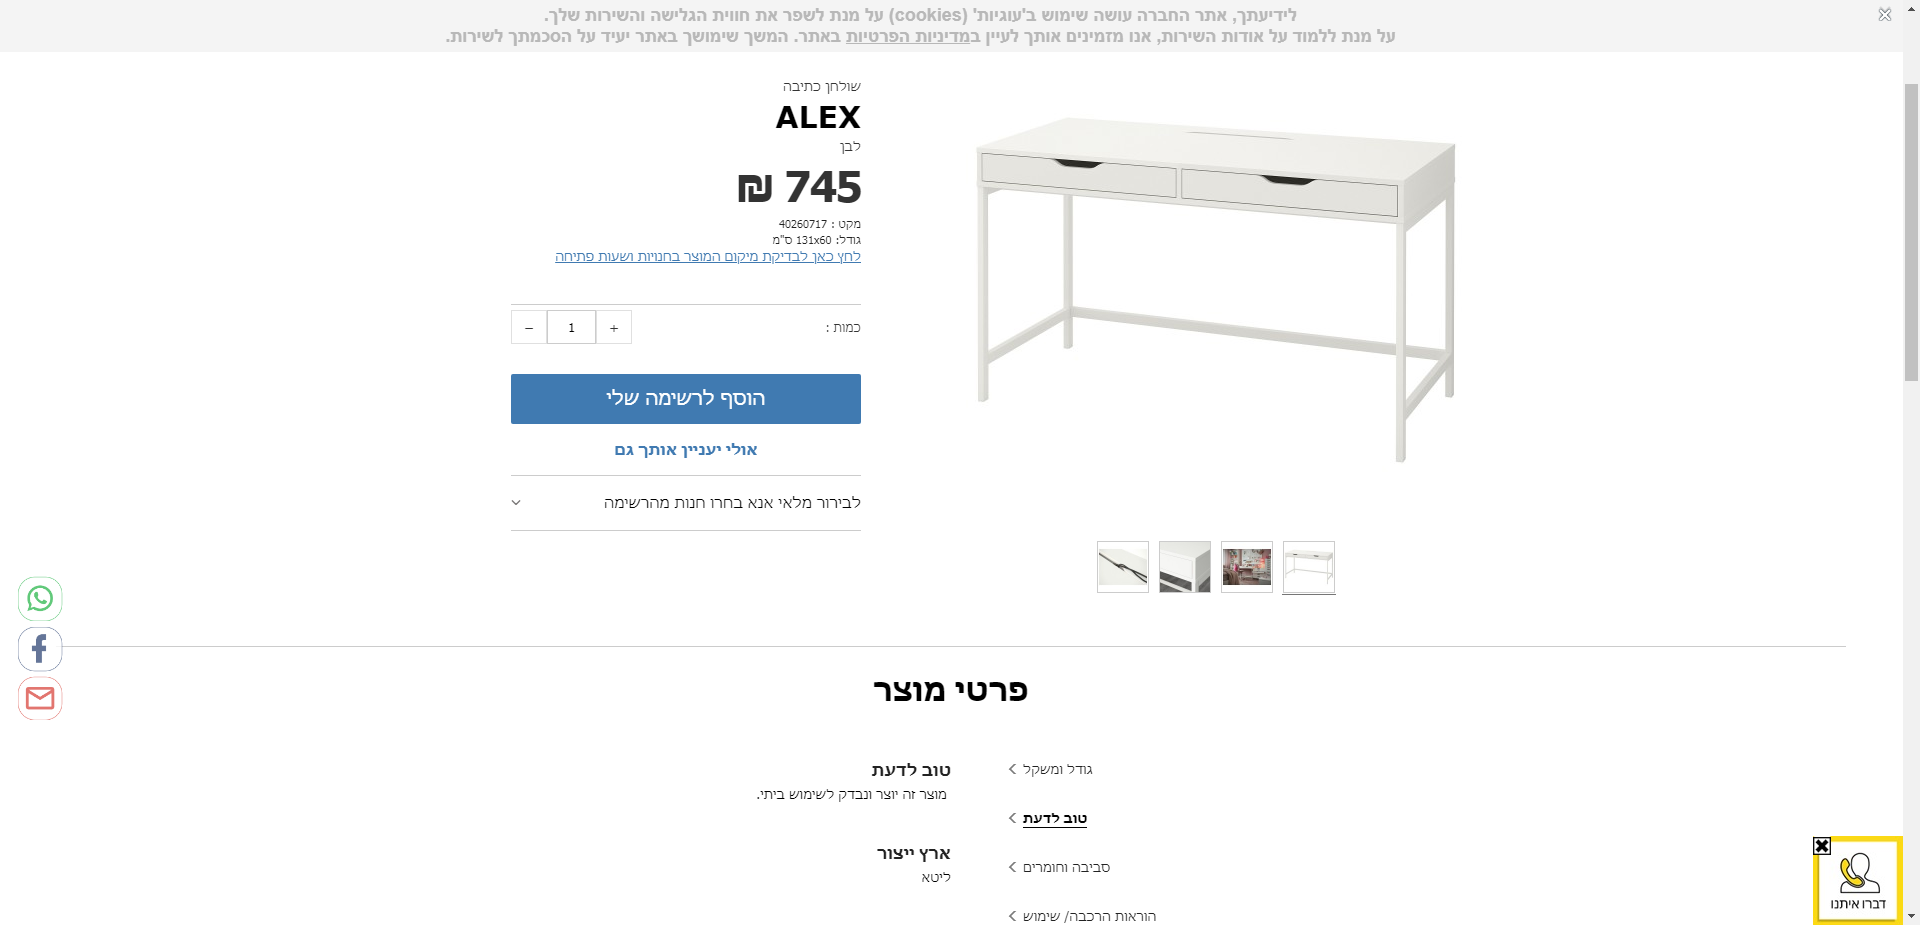 לידיעתך, אתר החברה עושה שימוש ב'עוגיות' (cookies) על מנת לשפר את חווית הגלישה והשירות שלך.
על מנת ללמוד על אודות השירות, אנו מזמינים אותך לעיין במדיניות הפרטיות באתר. המשך שימושך באתר יעיד על הסכמתך לשירות.
שולחן כתיבה
ALEX
לבן
745 ₪
מקט : 40260717
גודל: 131x60 ס"מ
לחץ כאן לבדיקת מיקום המוצר בחנויות ושעות פתיחה
כמות :
+ 1 −
הוסף לרשימה שלי
אולי יעניין אותך גם
לבירור מלאי אנא בחרו חנות מהרשימה
פרטי מוצר
גודל ומשקל
טוב לדעת
סביבה וחומרים
הוראות הרכבה/ שימוש
טוב לדעת
מוצר זה יוצר ונבדק לשימוש ביתי.
ארץ ייצור
ליטא
דברו איתנו